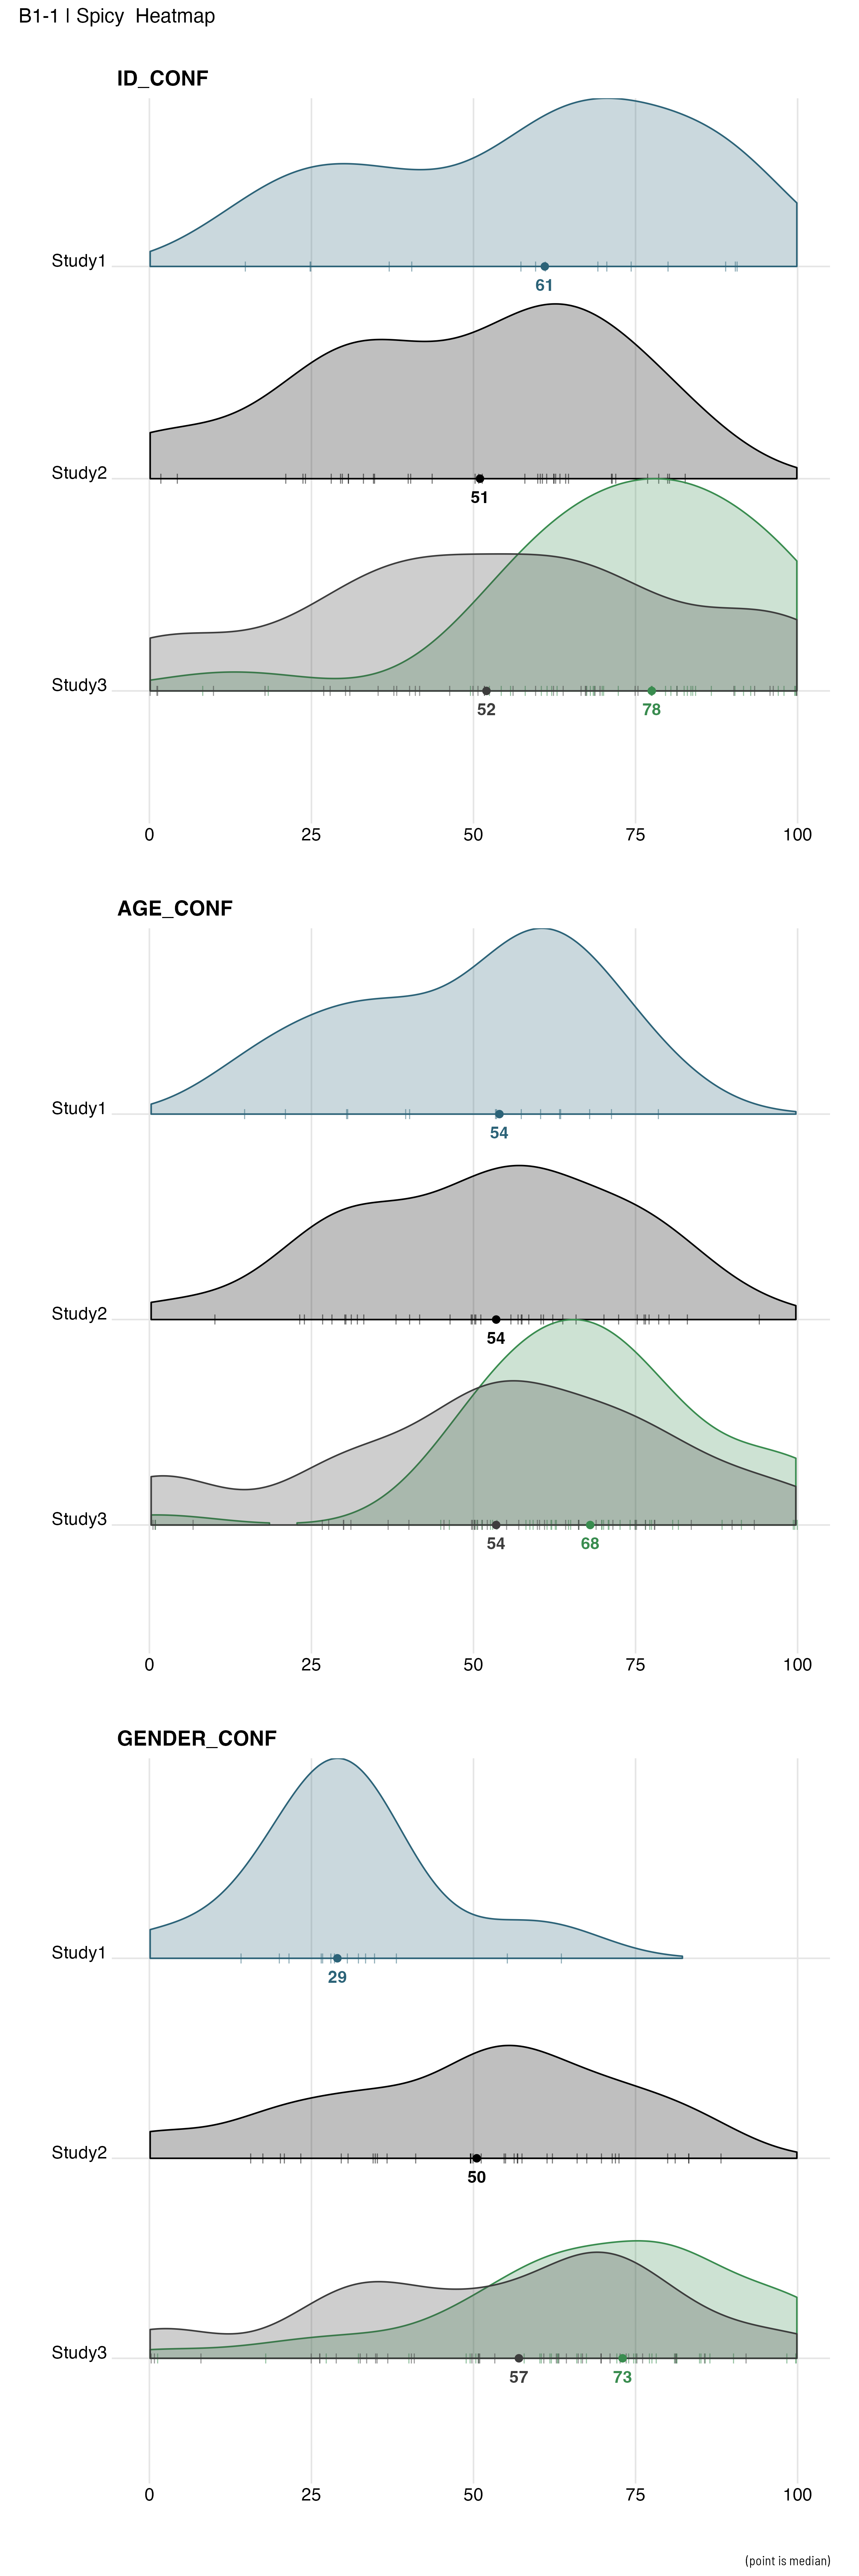 B1-1 | Spicy Heatmap
ID_CONF
Study1
61
Study2
51
Study3
52 78
0 25 50 75 100
AGE_CONF
Study1
54
Study2
54
Study3
54 68
0 25 50 75 100
GENDER_CONF
Study1
29
Study2
50
Study3
57 73
0 25 50 75 100
(point is median)